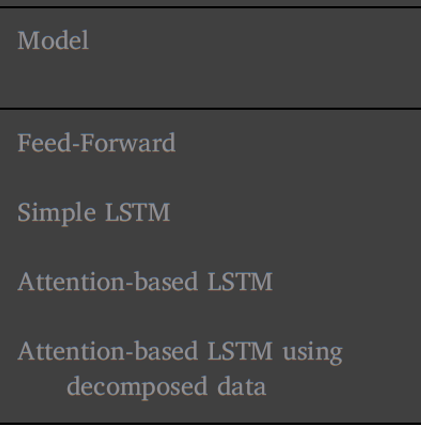 Model
Feed-Forward
Simple LSTM
Attention-based LSTM
Attention-based LSTM using
decomposed data